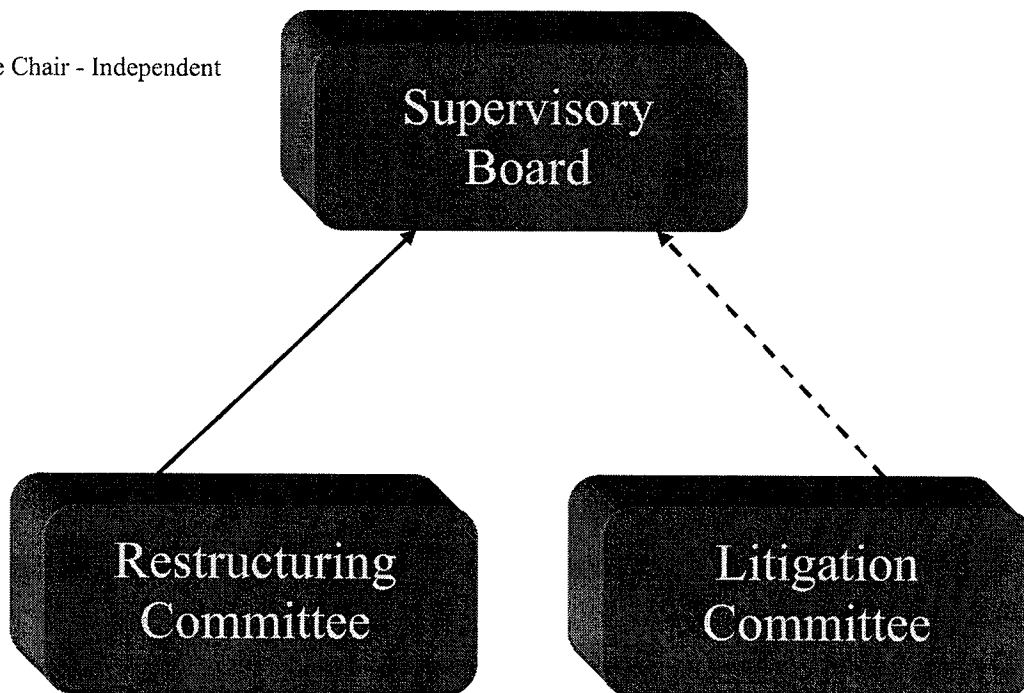 Chair - Independent
Supervisory
Board
Restructuring
Committee
Litigation
Committee